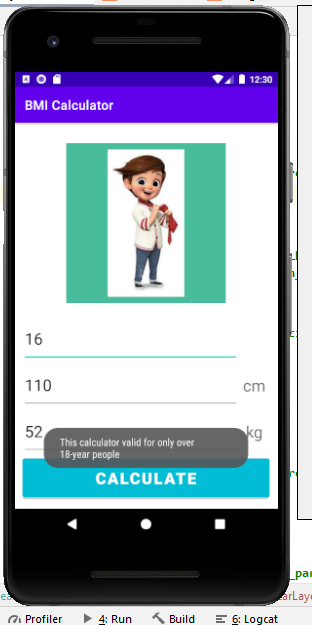 12:30
BMI Calculator
16
110 cm
52 kg
This calculator valid for only over
18-year people
CALCULATE
Profiler 4: Run Build 6: Logcat